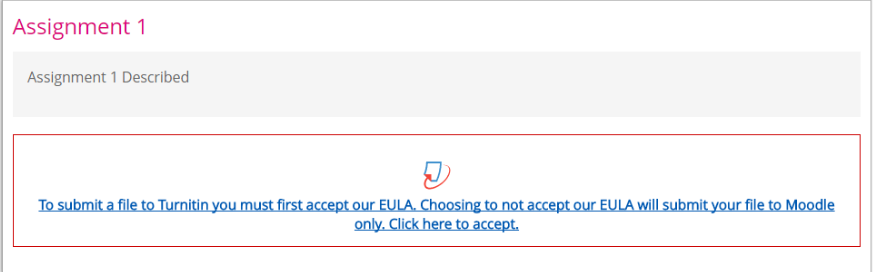 Assignment 1
Assignment 1 Described
To submit a file to Turnitin you must first accept our EULA. Choosing to not accept our EULA will submit your file to Moodle
only. Click here to accept.